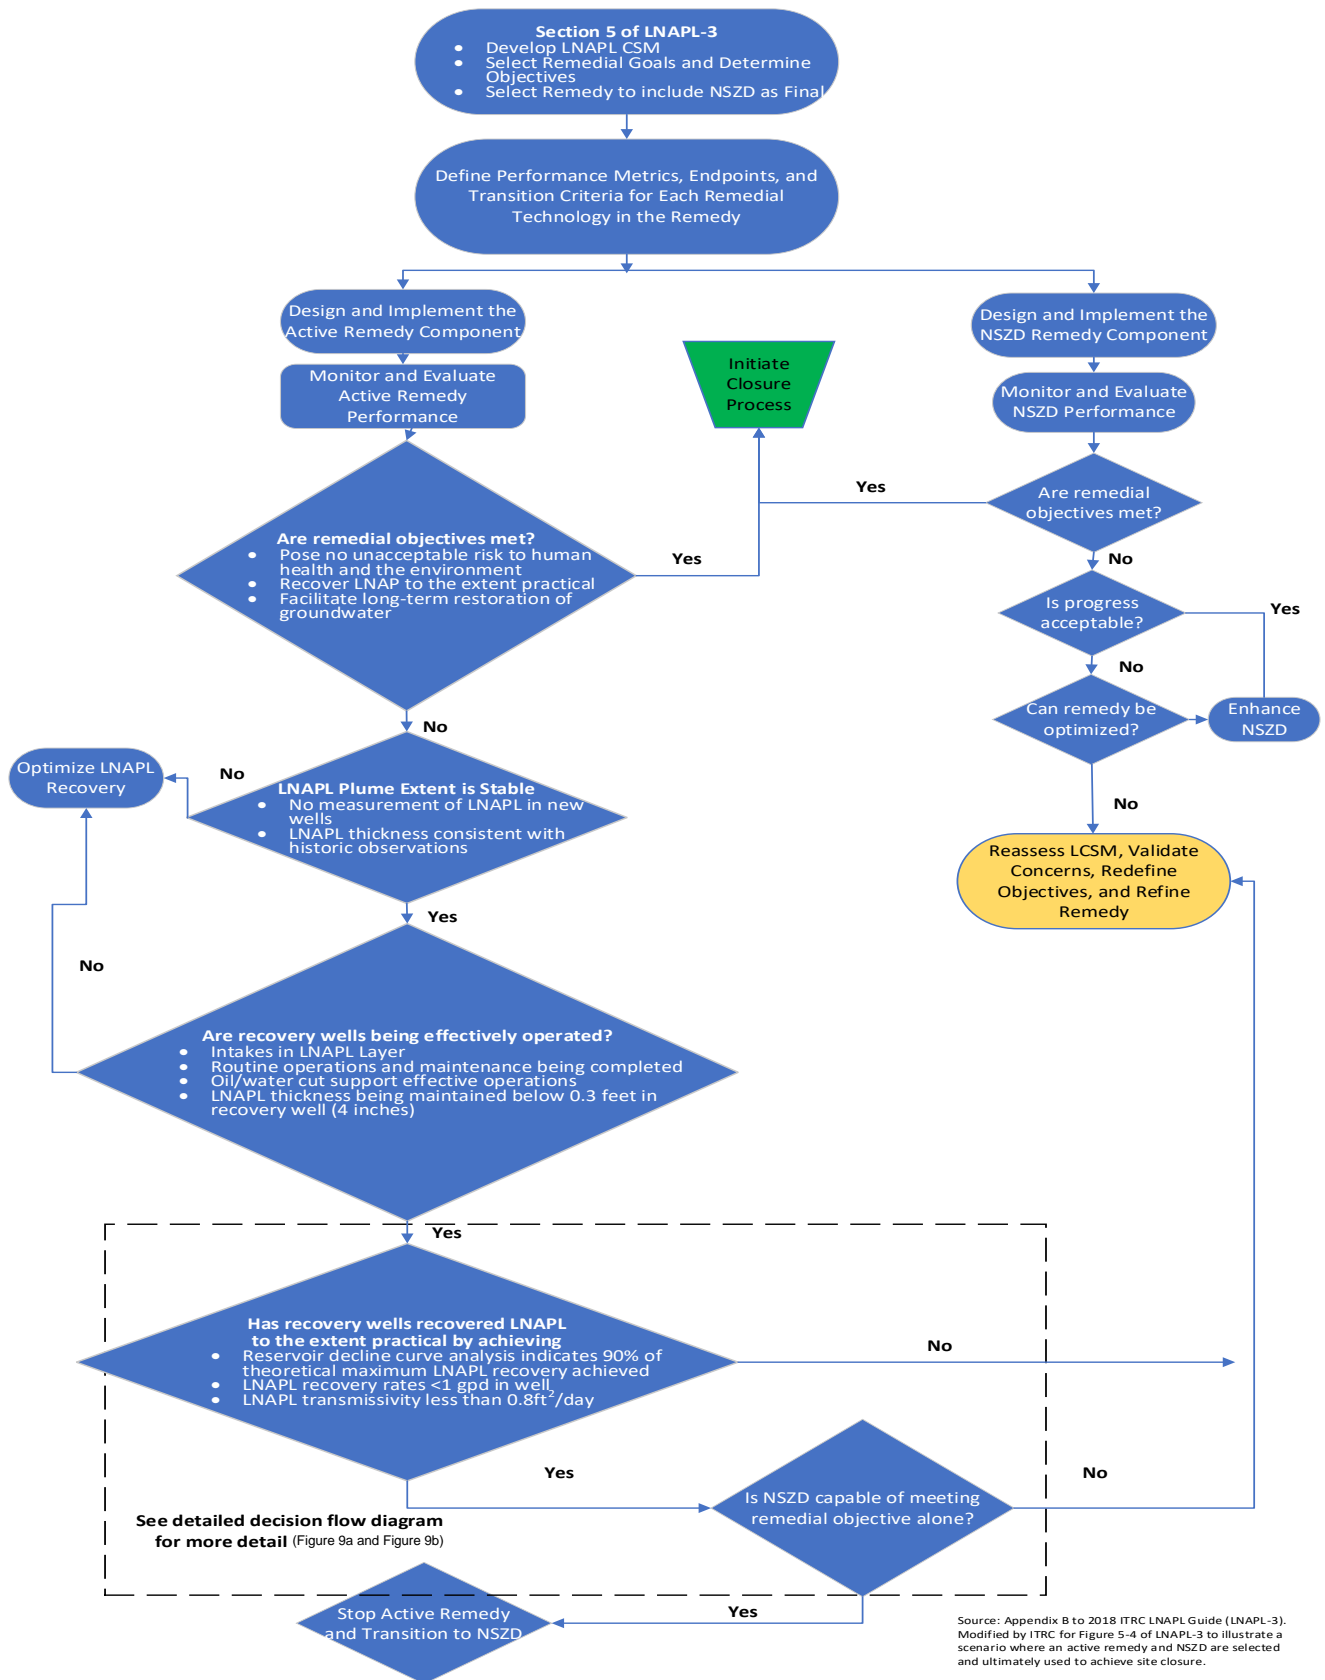 Section 5 of LNAPL-3
• Develop LNAPL CSM
• Select Remedial Goals and Determine
Objectives
• Select Remedy to include NSZD as Final
Define Performance Metrics, Endpoints, and
Transition Criteria for Each Remedial
Technology in the Remedy
Design and Implement the
Active Remedy Component
Design and Implement the
NSZD Remedy Component
Monitor and Evaluate
Active Remedy
Performance
Initiate
Closure
Process
Monitor and Evaluate
NSZD Performance
Yes
Are remedial
objectives met?
Are remedial objectives met?
• Pose no unacceptable risk to human
health and the environment
• Recover LNAP to the extent practical
• Facilitate long-term restoration of
groundwater
Yes
No
Is progress
acceptable?
Yes
No
Can remedy be
optimized?
Enhance
NSZD
No
No
Optimize LNAPL
Recovery
No
LNAPL Plume Extent is Stable
• No measurement of LNAPL in new
wells
• LNAPL thickness consistent with
historic observations
Reassess LCSM, Validate
Concerns, Redefine
Objectives, and Refine
Remedy
Yes
No
Are recovery wells being effectively operated?
• Intakes in LNAPL Layer
• Routine operations and maintenance being completed
• Oil/water cut support effective operations
• LNAPL thickness being maintained below 0.3 feet in
recovery well (4 inches)
Yes
Has recovery wells recovered LNAPL
to the extent practical by achieving
• Reservoir decline curve analysis indicates 90% of
theoretical maximum LNAPL recovery achieved
• LNAPL recovery rates <1 gpd in well
• LNAPL transmissivity less than 0.8ft²/day
No
Yes
Is NSZD capable of meeting
remedial objective alone?
No
See detailed decision flow diagram
for more detail (Figure 9a and Figure 9b)
Stop Active Remedy
and Transition to NSZD
Yes
Source: Appendix B to 2018 ITRC LNAPL Guide (LNAPL-3).
Modified by ITRC for Figure 5-4 of LNAPL-3 to illustrate a
scenario where an active remedy and NSZD are selected
and ultimately used to achieve site closure.